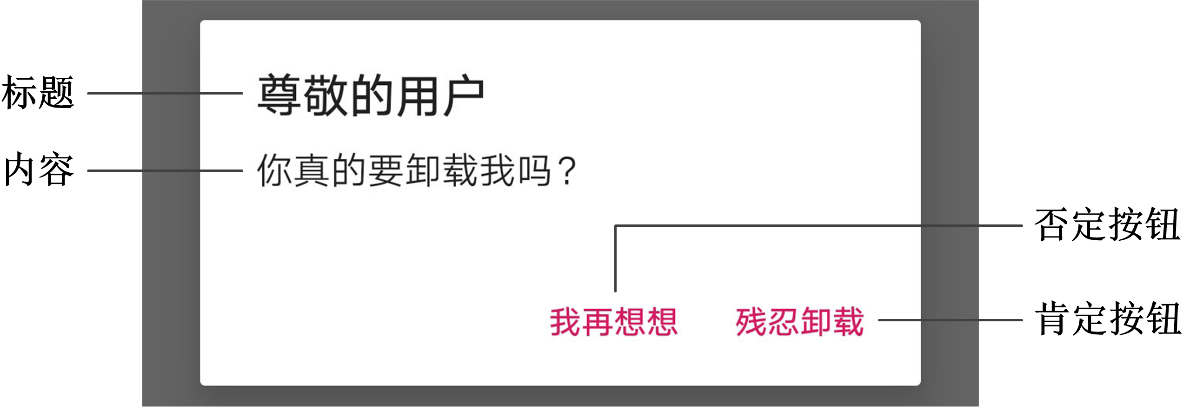 标题
尊敬的用户
内容
你真的要卸载我吗?
否定按钮
我再想想
残忍卸载
肯定按钮